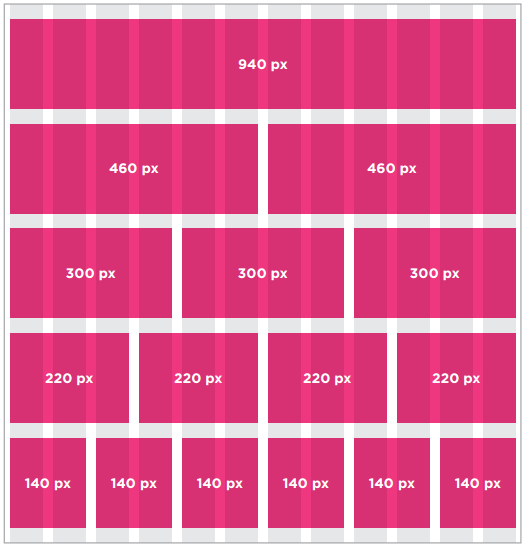 940 px
460 px 460 px
300 px 300 px 300 px
220 px 220 px 220 px 220 px
140 px 140 px 140 px 140 px 140 px 140 px